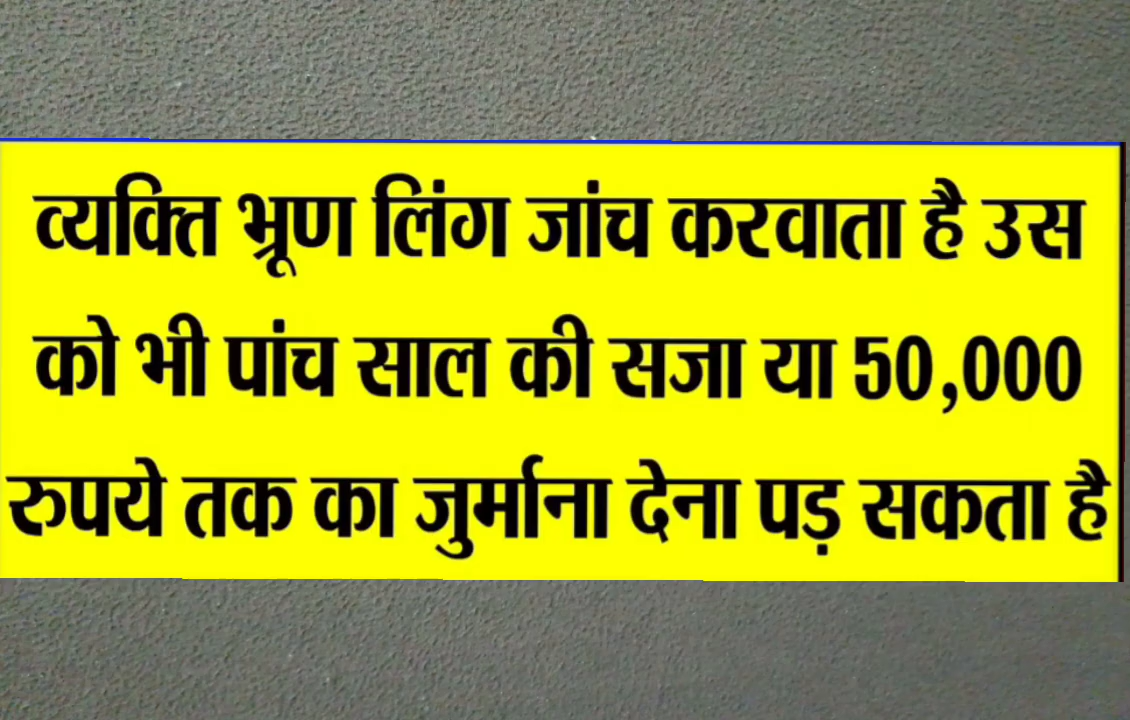 व्यक्ति भ्रूण लिंग जांच करवाता है उस
को भी पांच साल की सजा या 50,000
रुपये तक का जुर्माना देना पड़ सकता है